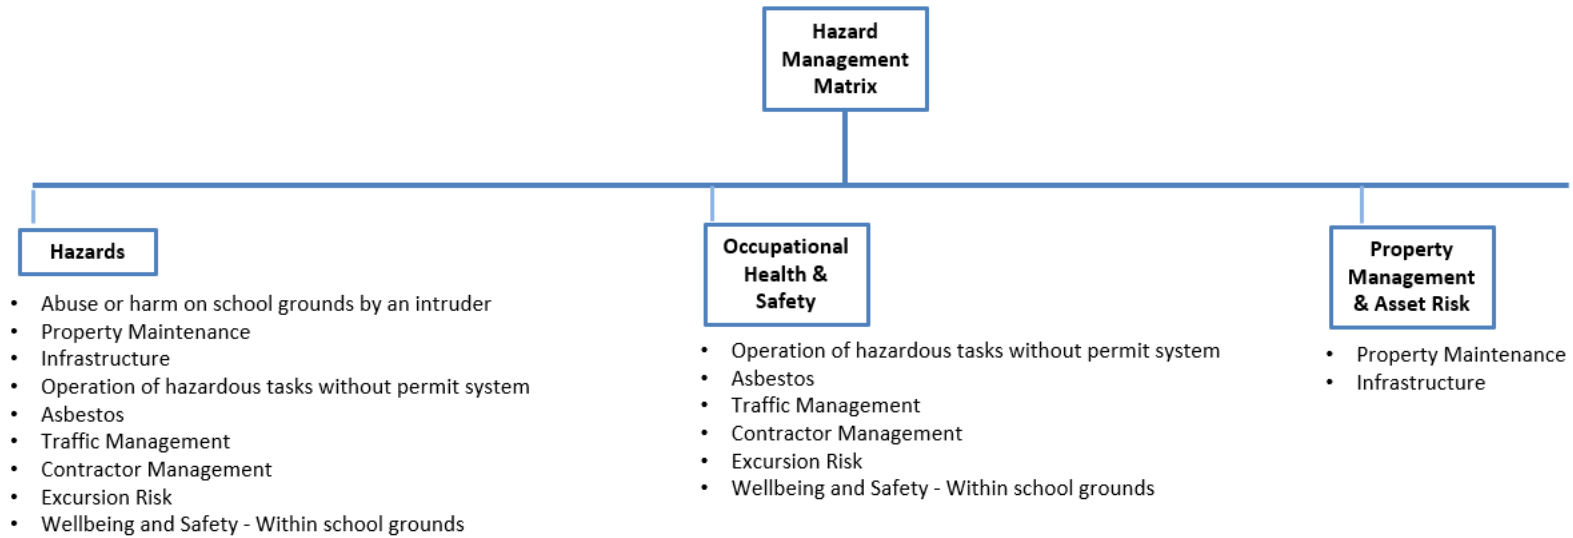 Hazard
Management
Matrix
Hazards
• Abuse or harm on school grounds by an intruder
• Property Maintenance
• Infrastructure
• Operation of hazardous tasks without permit system
• Asbestos
• Traffic Management
• Contractor Management
• Excursion Risk
• Wellbeing and Safety - Within school grounds
Occupational
Health &
Safety
• Operation of hazardous tasks without permit system
• Asbestos
• Traffic Management
• Contractor Management
• Excursion Risk
• Wellbeing and Safety - Within school grounds
Property
Management
& Asset Risk
• Property Maintenance
• Infrastructure